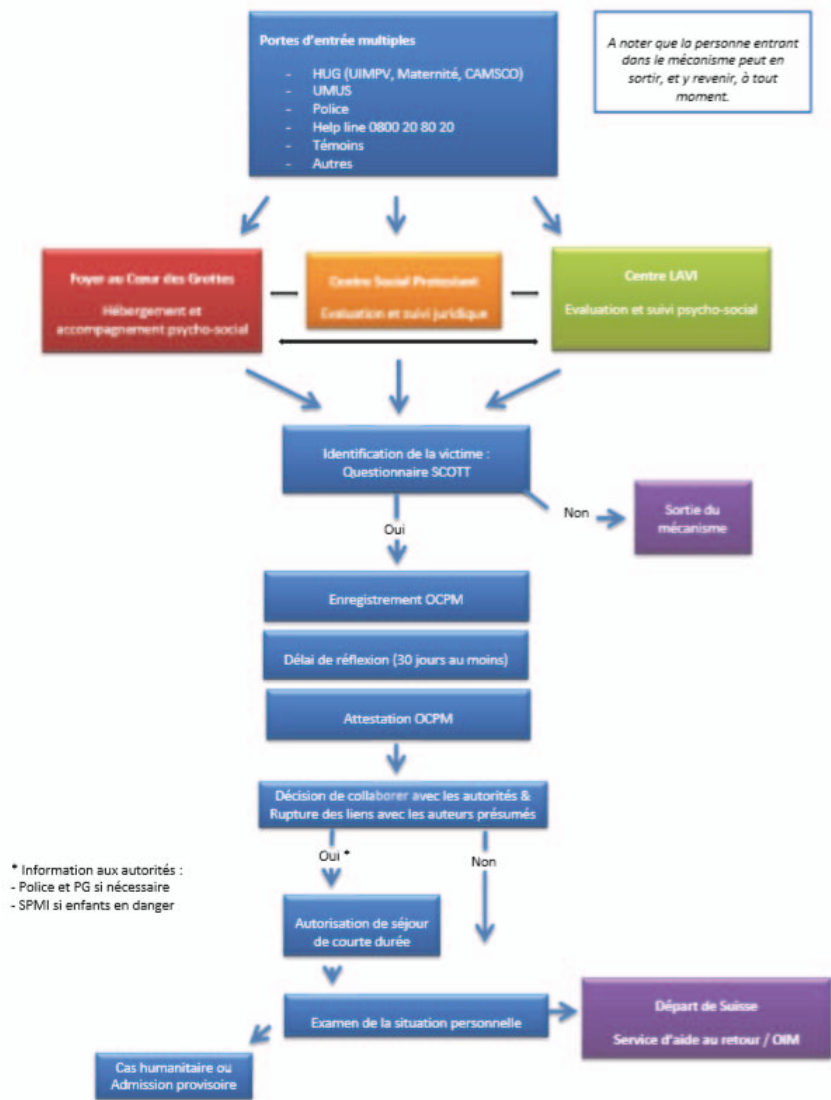 Portes d'entrée multiples
- HUG (UIMPV, Maternité, CAMSCO)
- UMUS
- Police
- Help line 0800 20 80 20
- Témoins
- Autres
A noter que la personne entrant
dans le mécanisme peut en
sortir, et y revenir, à tout
moment.
Foyer au Cœur des Grottes
Hébergement et
accompagnement psycho-social
Centre Social Protestant
Evaluation et suivi juridique
Centre LAVI
Evaluation et suivi psycho-social
Identification de la victime :
Questionnaire SCOTT
Oui
Non
Sortie du
mécanisme
Enregistrement OCPM
Délai de réflexion (30 jours au moins)
Attestation OCPM
Décision de collaborer avec les autorités &
Rupture des liens avec les auteurs présumés
Oui *
Non
* Information aux autorités :
- Police et PG si nécessaire
- SPMI si enfants en danger
Autorisation de séjour
de courte durée
Examen de la situation personnelle
Départ de Suisse
Service d'aide au retour / OIM
Cas humanitaire ou
Admission provisoire